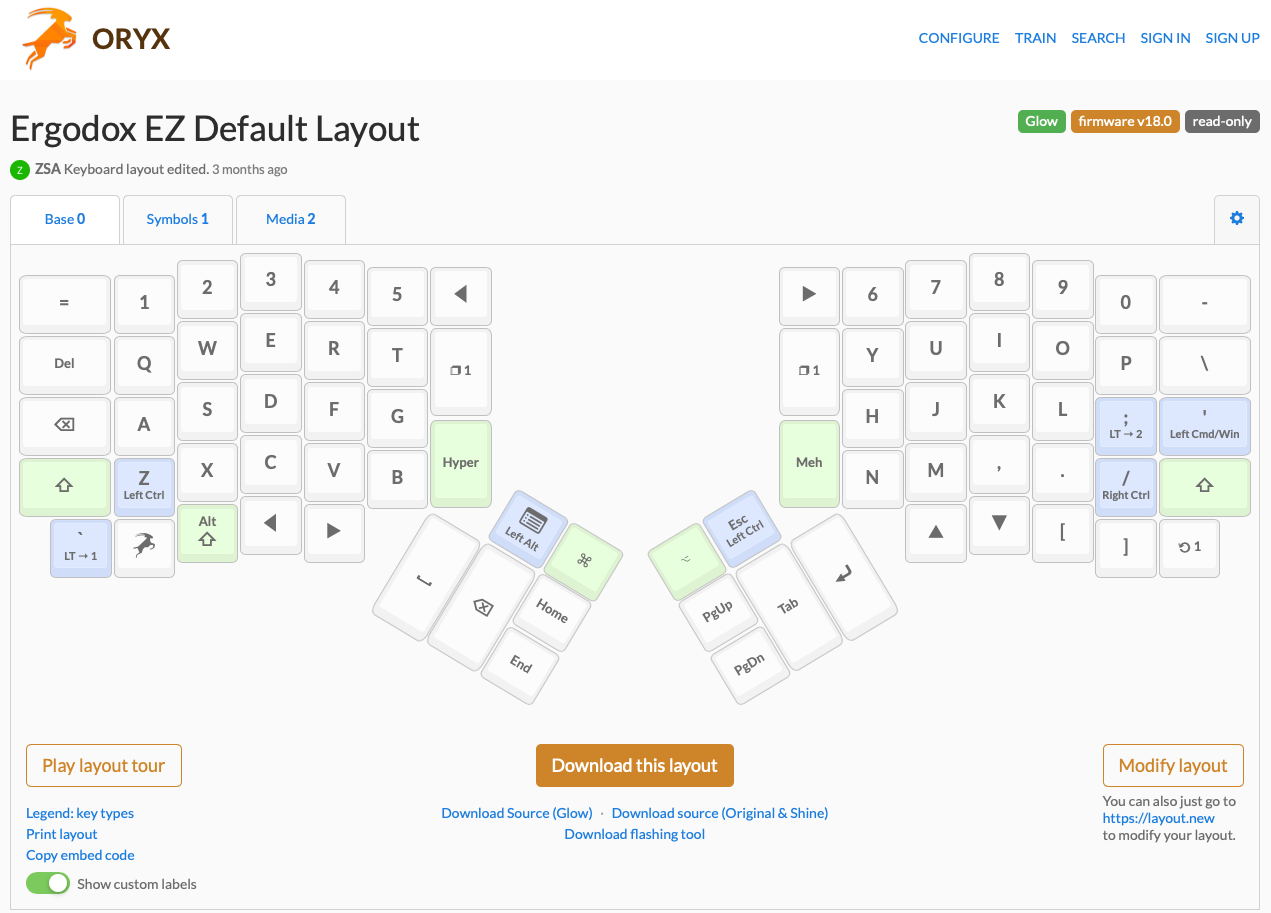 ORYX
CONFIGURE TRAIN SEARCH SIGN IN SIGN UP
Ergodox EZ Default Layout
Glow firmware v18.0 read-only
Z ZSA Keyboard layout edited. 3 months ago
Base 0 Symbols 1 Media 2
= 1 2 3 4 5 ◀ ▶ 6 7 8 9 0 -
Del Q W E R T 1 1 Y U I O P \
A S D F G H J K L ; LT → 2 ' Left Cmd/Win
Z Left Ctrl X C V B Hyper Meh N M , . / Right Ctrl
` LT → 1 Alt ◀ ▶ ▲ ▼ [ ] 1
Left Alt ⌘ Esc Left Ctrl
Home PgUp Tab
End PgDn
Play layout tour Download this layout Modify layout
Legend: key types Download Source (Glow) · Download source (Original & Shine) You can also just go to
Print layout Download flashing tool https://layout.new
to modify your layout.
Copy embed code
Show custom labels